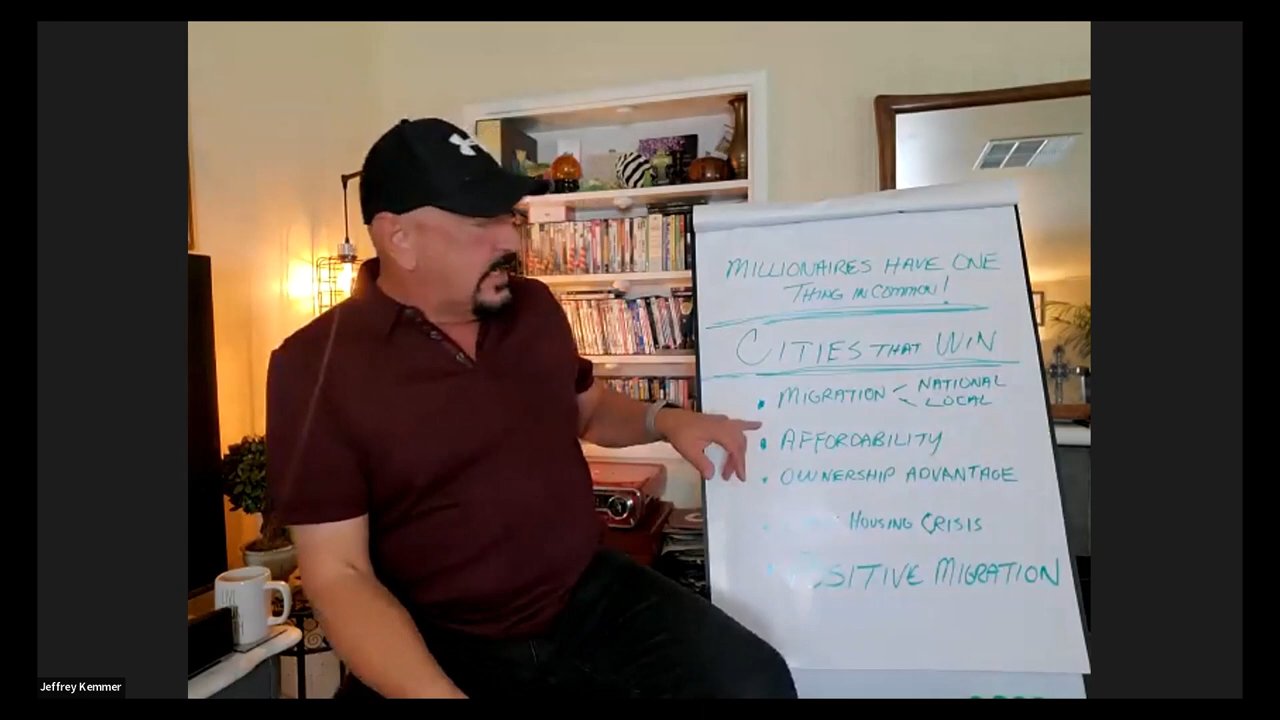 MILLIONAIRES HAVE ONE
THING IN COMMON!
CITIES THAT WIN
• MIGRATION < NATIONAL
LOCAL
• AFFORDABILITY
• OWNERSHIP ADVANTAGE
HOUSING CRISIS
SITIVE MIGRATION
Jeffrey Kemmer